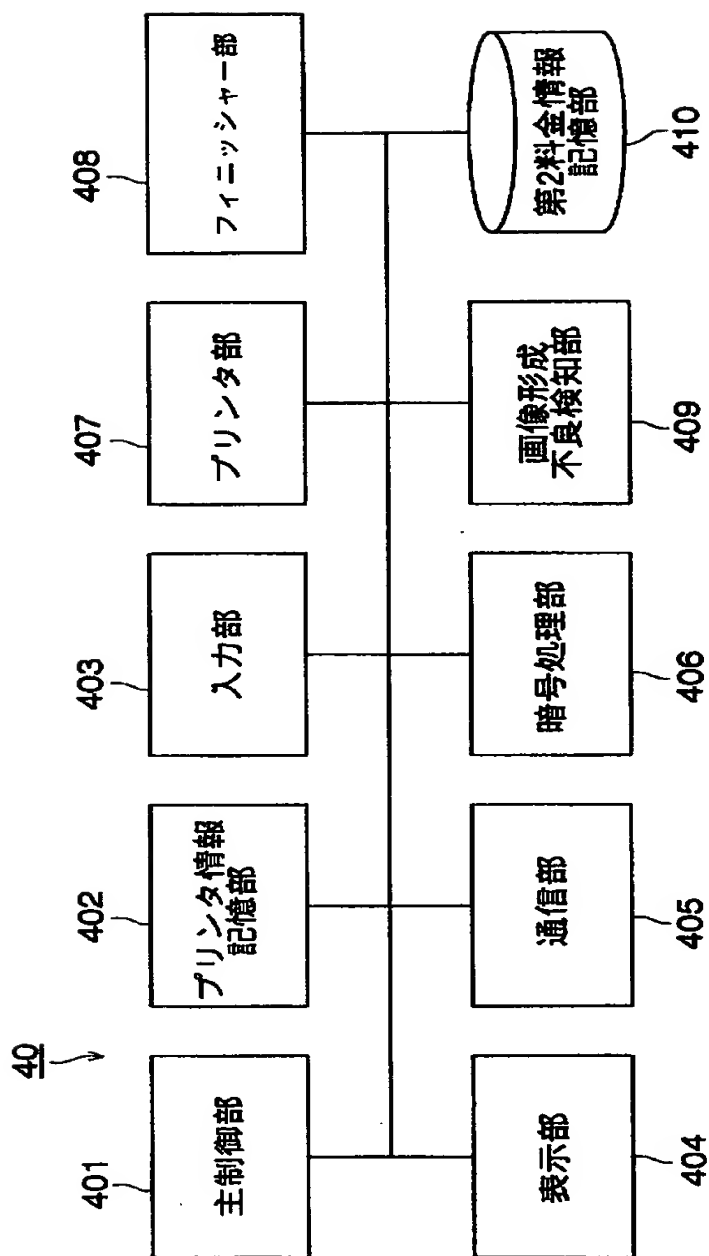 40
401
主制御部
402
プリンタ情報
記憶部
403
入力部
407
プリンタ部
408
フィニッシャー部
表示部
404
通信部
405
暗号処理部
406
画像形成
不良検知部
409
第2料金情報
記憶部
410